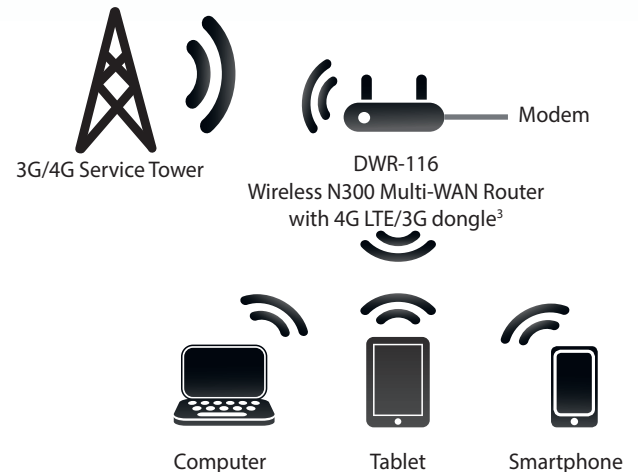 Modem
3G/4G Service Tower
DWR-116
Wireless N300 Multi-WAN Router
with 4G LTE/3G dongle³
Computer
Tablet
Smartphone